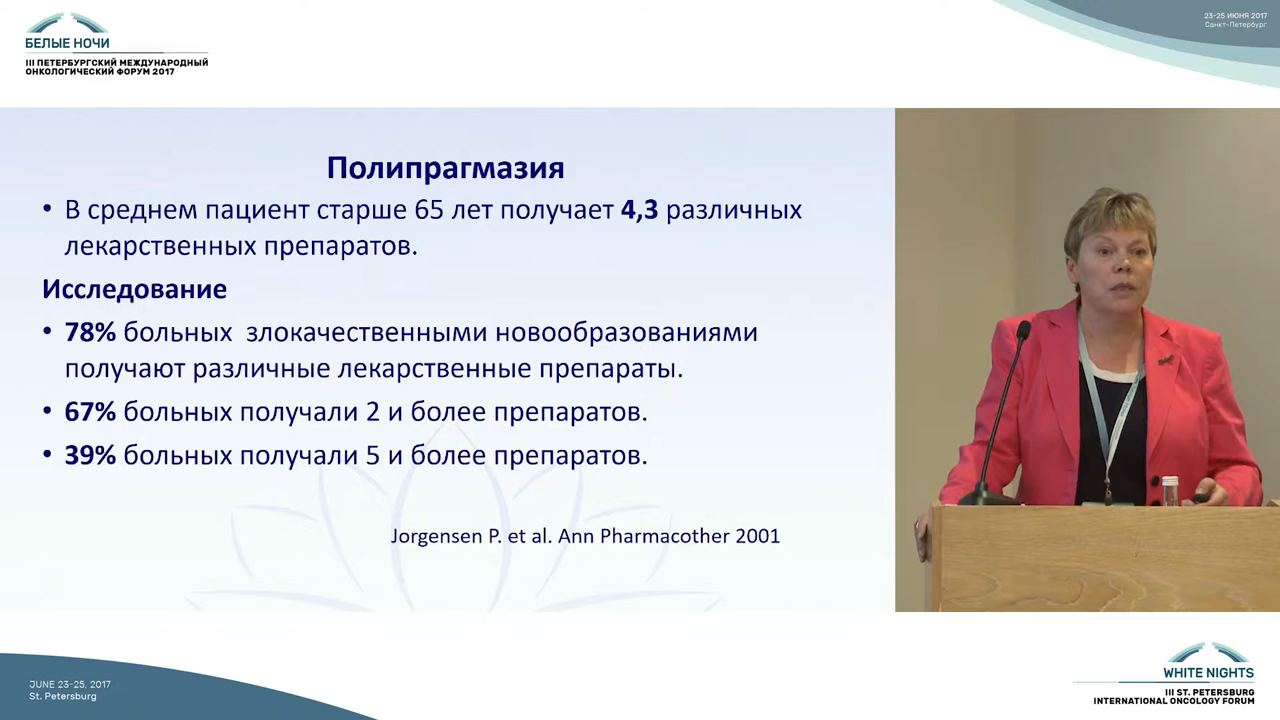 БЕЛЫЕ НОЧИ
III ПЕТЕРБУРГСКИЙ МЕЖДУНАРОДНЫЙ
ОНКОЛОГИЧЕСКИЙ ФОРУМ 2017
23-25 ИЮНЯ 2017
Санкт-Петербург
Полипрагмазия
• В среднем пациент старше 65 лет получает 4,3 различных
лекарственных препаратов.
Исследование
• 78% больных злокачественными новообразованиями
получают различные лекарственные препараты.
• 67% больных получали 2 и более препаратов.
• 39% больных получали 5 и более препаратов.
Jorgensen P. et al. Ann Pharmacother 2001
JUNE 23-25, 2017
St. Petersburg
WHITE NIGHTS
III ST. PETERSBURG
INTERNATIONAL ONCOLOGY FORUM